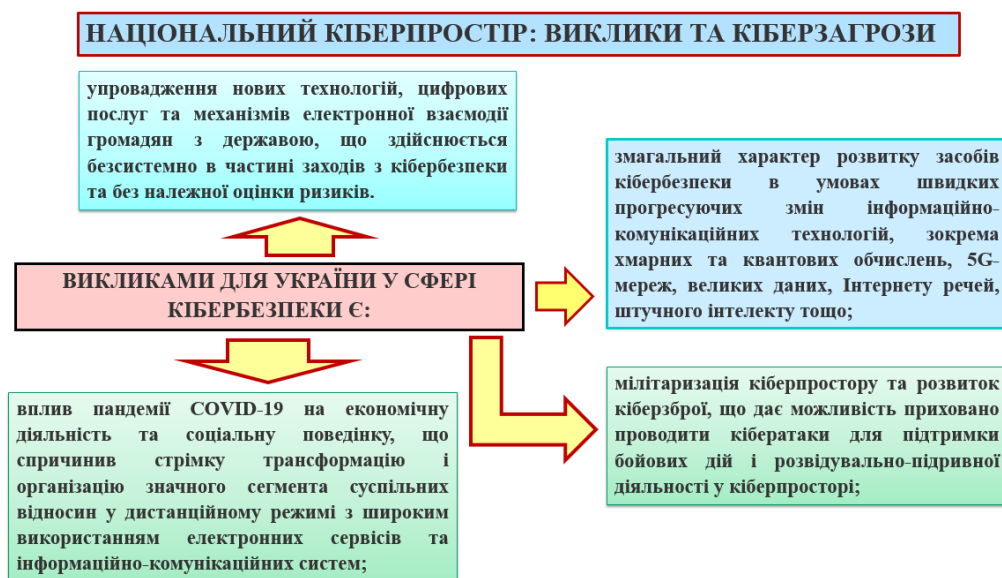 НАЦІОНАЛЬНИЙ КІБЕРПРОСТІР: ВИКЛИКИ ТА КІБЕРЗАГРОЗИ
упровадження нових технологій, цифрових
послуг та механізмів електронної взаємодії
громадян з державою, що здійснюється
безсистемно в частині заходів з кібербезпеки
та без належної оцінки ризиків.
ВИКЛИКАМИ ДЛЯ УКРАЇНИ У СФЕРІ
КІБЕРБЕЗПЕКИ Є:
змагальний характер розвитку засобів
кібербезпеки в умовах швидких
прогресуючих змін інформаційно-
комунікаційних технологій, зокрема
хмарних та квантових обчислень, 5G-
мереж, великих даних, Інтернету речей,
штучного інтелекту тощо;
вплив пандемії COVID-19 на економічну
діяльність та соціальну поведінку, що
спричинив стрімку трансформацію і
організацію значного сегмента суспільних
відносин у дистанційному режимі з широким
використанням електронних сервісів та
інформаційно-комунікаційних систем;
мілітаризація кіберпростору та розвиток
кіберзброї, що дає можливість приховано
проводити кібератаки для підтримки
бойових дій і розвідувально-підривної
діяльності у кіберпросторі;